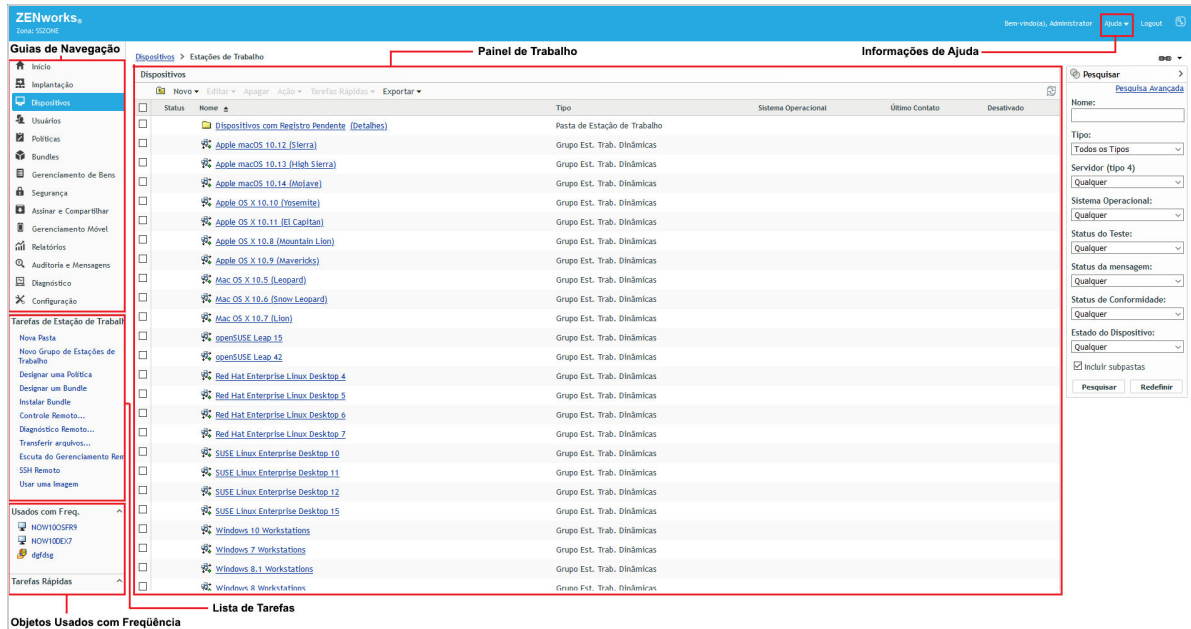 ZENworks®
Zona: SSZONE
Bem-vindo(a), Administrator
Ajuda
Logout
Guias de Navegação
Painel de Trabalho
Informações de Ajuda
Início
Implantação
Dispositivos
Usuários
Políticas
Bundles
Gerenciamento de Bens
Segurança
Assinar e Compartilhar
Gerenciamento Móvel
Relatórios
Auditoria e Mensagens
Diagnóstico
Configuração
Tarefas de Estação de Trabalh
Nova Pasta
Novo Grupo de Estações de
Trabalho
Designar uma Política
Designar um Bundle
Instalar Bundle
Controle Remoto...
Diagnóstico Remoto...
Transferir arquivos...
Escuta do Gerenciamento Rem
SSH Remoto
Usar uma Imagem
Usados com Freq.
NOW10OSFR9
NOW10DEX7
dgfdsg
Tarefas Rápidas
Dispositivos > Estações de Trabalho
Dispositivos
Novo Editar Apagar Ação Tarefas Rápidas Exportar
Status Nome Tipo Sistema Operacional Último Contato Desativado
Dispositivos com Registro Pendente (Detalhes) Pasta de Estação de Trabalho
Apple macOS 10.12 (Sierra) Grupo Est. Trab. Dinâmicas
Apple macOS 10.13 (High Sierra) Grupo Est. Trab. Dinâmicas
Apple macOS 10.14 (Mojave) Grupo Est. Trab. Dinâmicas
Apple OS X 10.10 (Yosemite) Grupo Est. Trab. Dinâmicas
Apple OS X 10.11 (El Capitan) Grupo Est. Trab. Dinâmicas
Apple OS X 10.8 (Mountain Lion) Grupo Est. Trab. Dinâmicas
Apple OS X 10.9 (Mavericks) Grupo Est. Trab. Dinâmicas
Mac OS X 10.5 (Leopard) Grupo Est. Trab. Dinâmicas
Mac OS X 10.6 (Snow Leopard) Grupo Est. Trab. Dinâmicas
Mac OS X 10.7 (Lion) Grupo Est. Trab. Dinâmicas
openSUSE Leap 15 Grupo Est. Trab. Dinâmicas
openSUSE Leap 42 Grupo Est. Trab. Dinâmicas
Red Hat Enterprise Linux Desktop 4 Grupo Est. Trab. Dinâmicas
Red Hat Enterprise Linux Desktop 5 Grupo Est. Trab. Dinâmicas
Red Hat Enterprise Linux Desktop 6 Grupo Est. Trab. Dinâmicas
Red Hat Enterprise Linux Desktop 7 Grupo Est. Trab. Dinâmicas
SUSE Linux Enterprise Desktop 10 Grupo Est. Trab. Dinâmicas
SUSE Linux Enterprise Desktop 11 Grupo Est. Trab. Dinâmicas
SUSE Linux Enterprise Desktop 12 Grupo Est. Trab. Dinâmicas
SUSE Linux Enterprise Desktop 15 Grupo Est. Trab. Dinâmicas
Windows 10 Workstations Grupo Est. Trab. Dinâmicas
Windows 7 Workstations Grupo Est. Trab. Dinâmicas
Windows 8.1 Workstations Grupo Est. Trab. Dinâmicas
Windows 8 Workstations Grupo Est. Trab. Dinâmicas
Pesquisar
Pesquisa Avançada
Nome:
Tipo:
Todos os Tipos
Servidor (tipo 4)
Qualquer
Sistema Operacional:
Qualquer
Status do Teste:
Qualquer
Status da mensagem:
Qualquer
Status de Conformidade:
Qualquer
Estado do Dispositivo:
Qualquer
Incluir subpastas
Pesquisar Redefinir
Lista de Tarefas
Objetos Usados com Freqüência